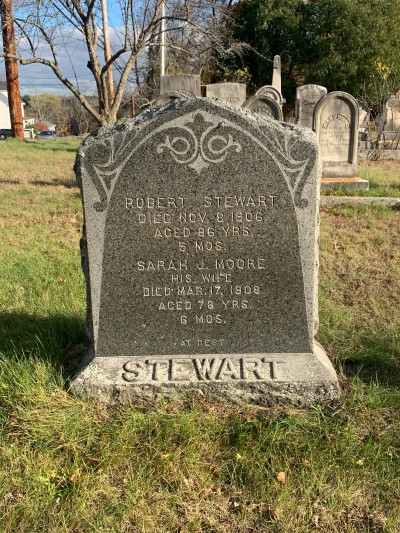 ROBERT STEWART
DIED NOV. 8, 1906.
AGED 86 YRS.
5 MOS.
SARAH J. MOORE
HIS WIFE
DIED MAR. 17, 1908.
AGED 78 YRS.
6 MOS.
AT REST
STEWART